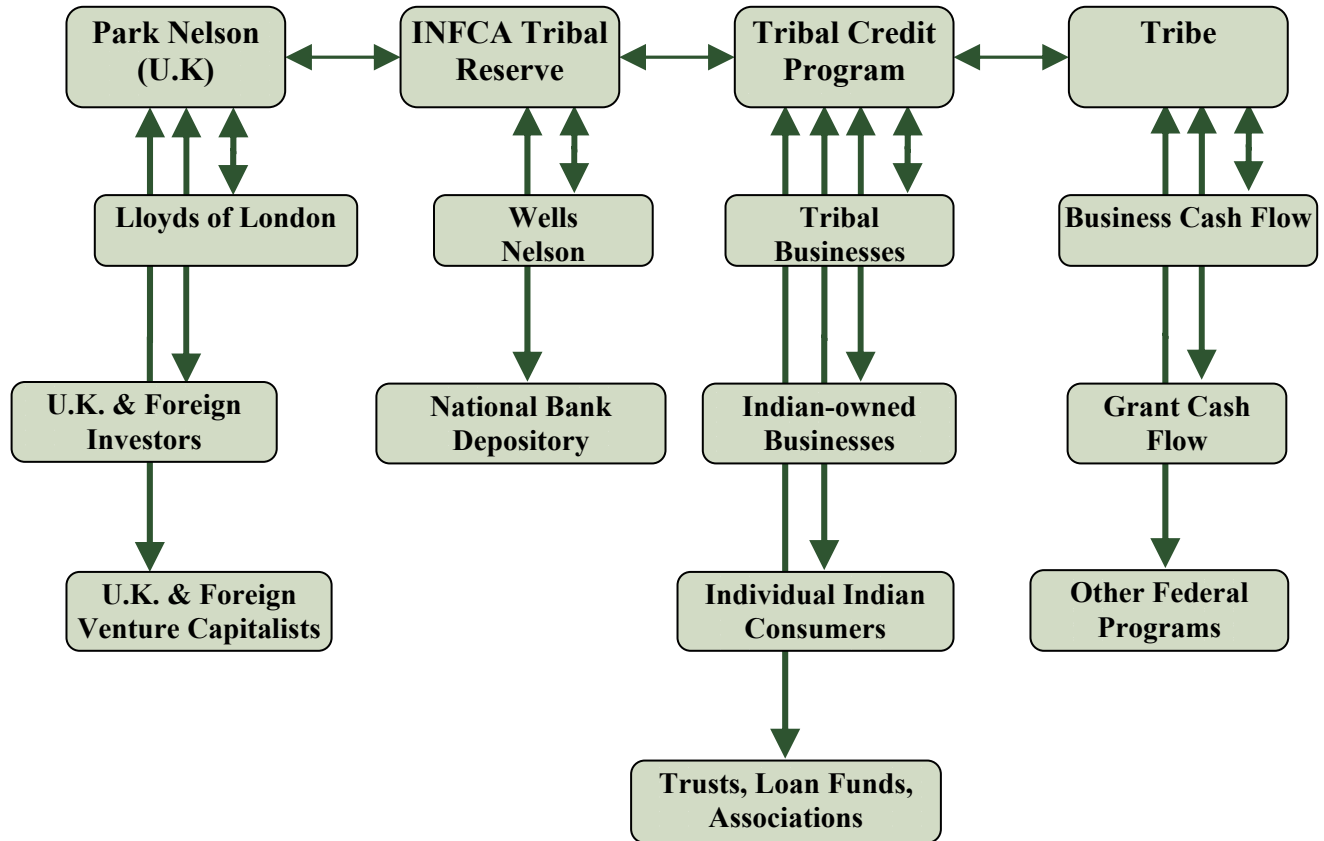 Park Nelson
(U.K)
INFCA Tribal
Reserve
Tribal Credit
Program
Tribe
Lloyds of London
Wells
Nelson
Tribal
Businesses
Business Cash Flow
U.K. & Foreign
Investors
National Bank
Depository
Indian-owned
Businesses
Grant Cash
Flow
U.K. & Foreign
Venture Capitalists
Individual Indian
Consumers
Other Federal
Programs
Trusts, Loan Funds,
Associations